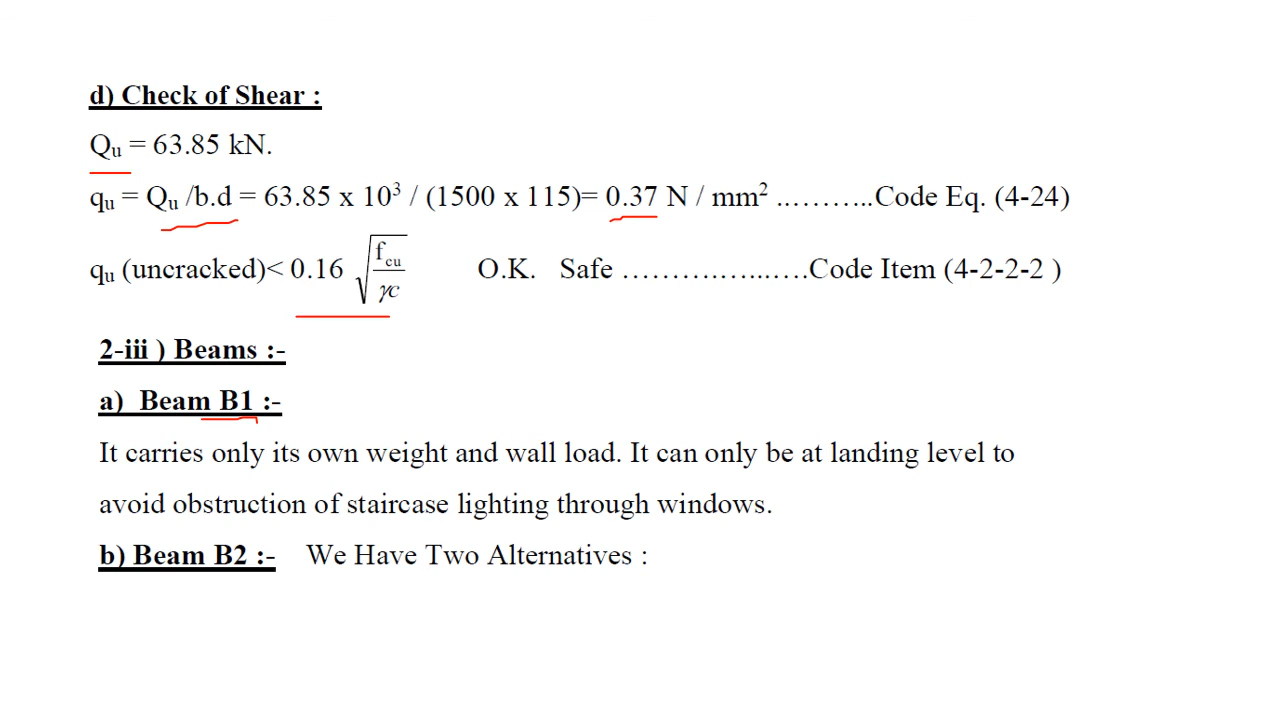 d) Check of Shear :
Qu = 63.85 kN.
qu = Qu /b.d = 63.85 x 10³ / (1500 x 115)= 0.37 N / mm² ..……..Code Eq. (4-24)
qu (uncracked)< 0.16 √(fcu/γc) O.K. Safe ……….…..….Code Item (4-2-2-2 )
2-iii ) Beams :-
a) Beam B1 :-
It carries only its own weight and wall load. It can only be at landing level to
avoid obstruction of staircase lighting through windows.
b) Beam B2 :- We Have Two Alternatives :